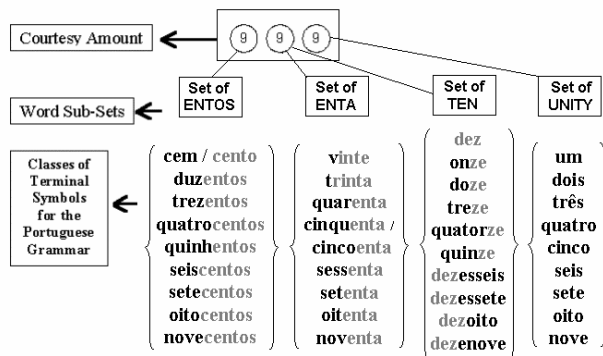 Courtesy Amount
9 9 9
Set of
ENTOS
Set of
ENTA
Set of
TEN
Set of
UNITY
Word Sub-Sets
Classes of
Terminal
Symbols
for the
Portuguese
Grammar
cem / cento
duzentos
trezentos
quatrocentos
quinhentos
seiscentos
setecentos
oitocentos
novecentos
vinte
trinta
quarenta
cinquenta /
cincoenta
sessenta
setenta
oitenta
noventa
dez
onze
doze
treze
quatorze
quinze
dezesseis
dezessete
dezoito
dezenove
um
dois
três
quatro
cinco
seis
sete
oito
nove